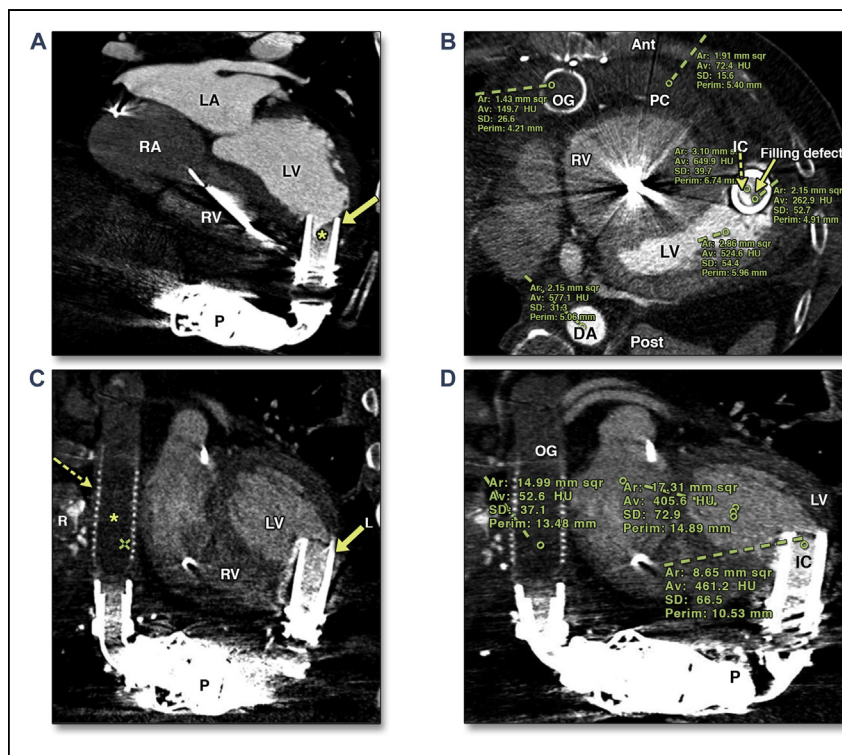 A
LA
RA
LV
RV
*
P
B
Ant
Ar: 1.91 mm sqr
Av: 72.4 HU
SD: 15.6
Perim: 5.40 mm
OG
PC
Ar: 1.43 mm sqr
Av: 149.7 HU
SD: 26.6
Perim: 4.21 mm
RV
Ar: 3.10 mm s
Av: 649.9 HU
SD: 39.7
Perim: 6.74 m
IC
Filling defect
Ar: 2.15 mm sqr
Av: 262.9 HU
SD: 52.7
Perim: 4.91 mm
LV
Ar: 2.86 mm sqr
Av: 524.6 HU
SD: 54.4
Perim: 5.96 mm
Ar: 2.15 mm sqr
Av: 577.1 HU
SD: 31.3
Perim: 5.06 mm
DA
Post
C
R
*
LV
L
RV
P
D
OG
Ar: 14.99 mm sqr
Av: 52.6 HU
SD: 37.1
Perim: 13.48 mm
Ar: 17.31 mm sqr
Av: 405.6 HU
SD: 72.9
Perim: 14.89 mm
LV
IC
Ar: 8.65 mm sqr
Av: 461.2 HU
SD: 66.5
Perim: 10.53 mm
P